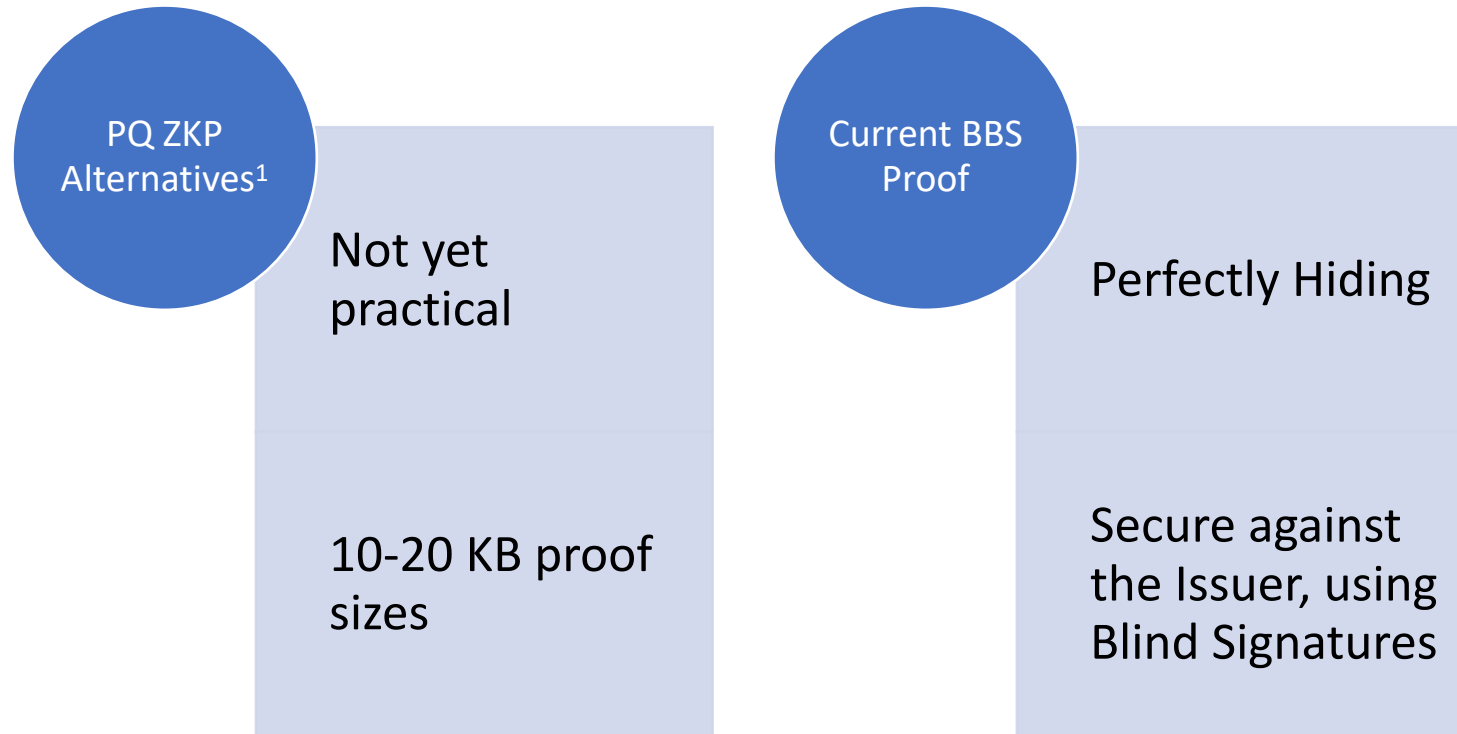 PQ ZKP
Alternatives¹
Not yet
practical
10-20 KB proof
sizes
Current BBS
Proof
Perfectly Hiding
Secure against
the Issuer, using
Blind Signatures